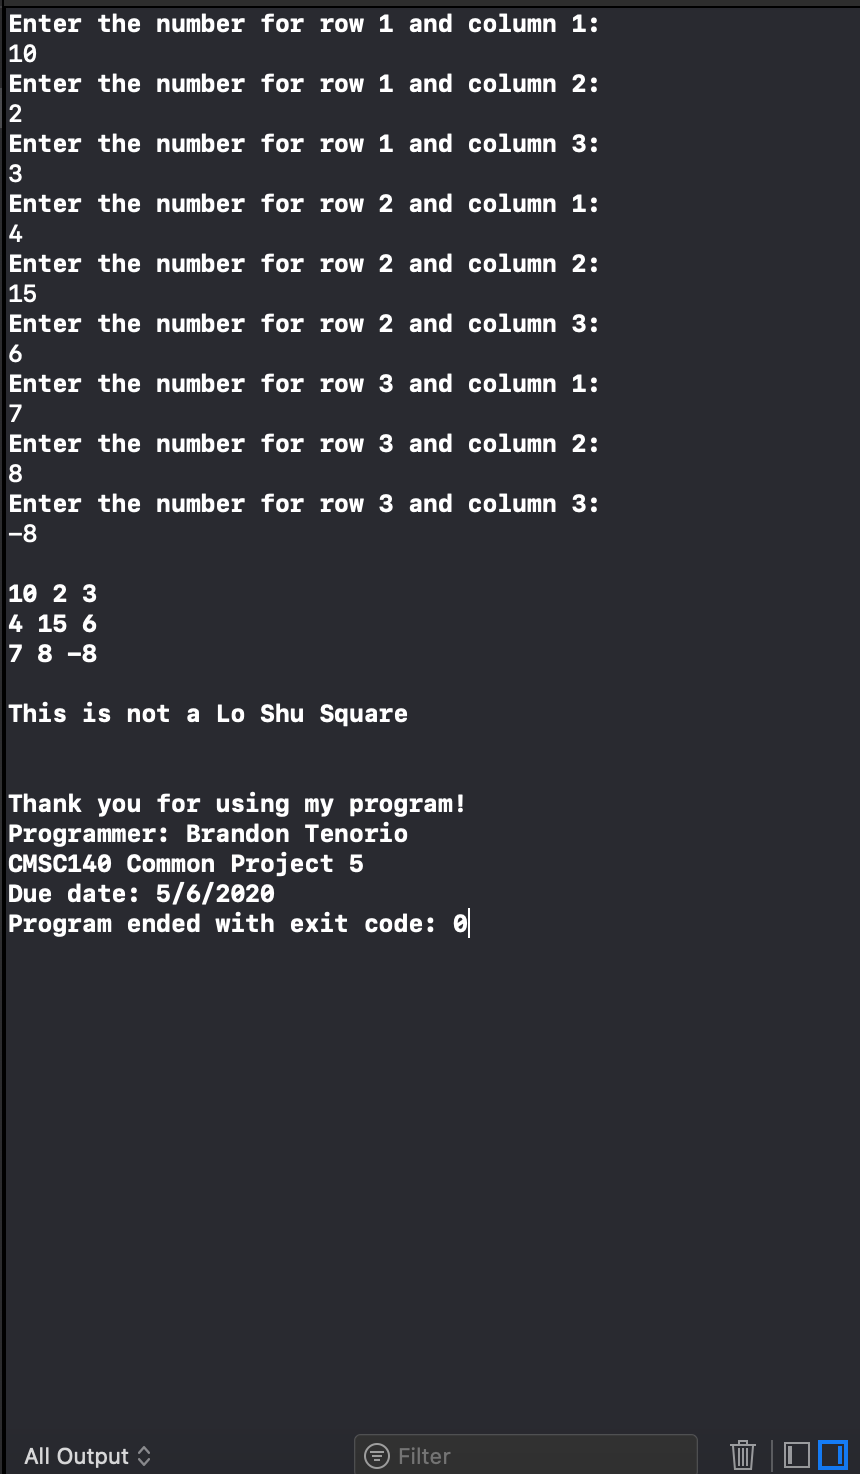 Enter the number for row 1 and column 1:
10
Enter the number for row 1 and column 2:
2
Enter the number for row 1 and column 3:
3
Enter the number for row 2 and column 1:
4
Enter the number for row 2 and column 2:
15
Enter the number for row 2 and column 3:
6
Enter the number for row 3 and column 1:
7
Enter the number for row 3 and column 2:
8
Enter the number for row 3 and column 3:
-8
10 2 3
4 15 6
7 8 -8
This is not a Lo Shu Square
Thank you for using my program!
Programmer: Brandon Tenorio
CMSC140 Common Project 5
Due date: 5/6/2020
Program ended with exit code: 0
All Output
Filter